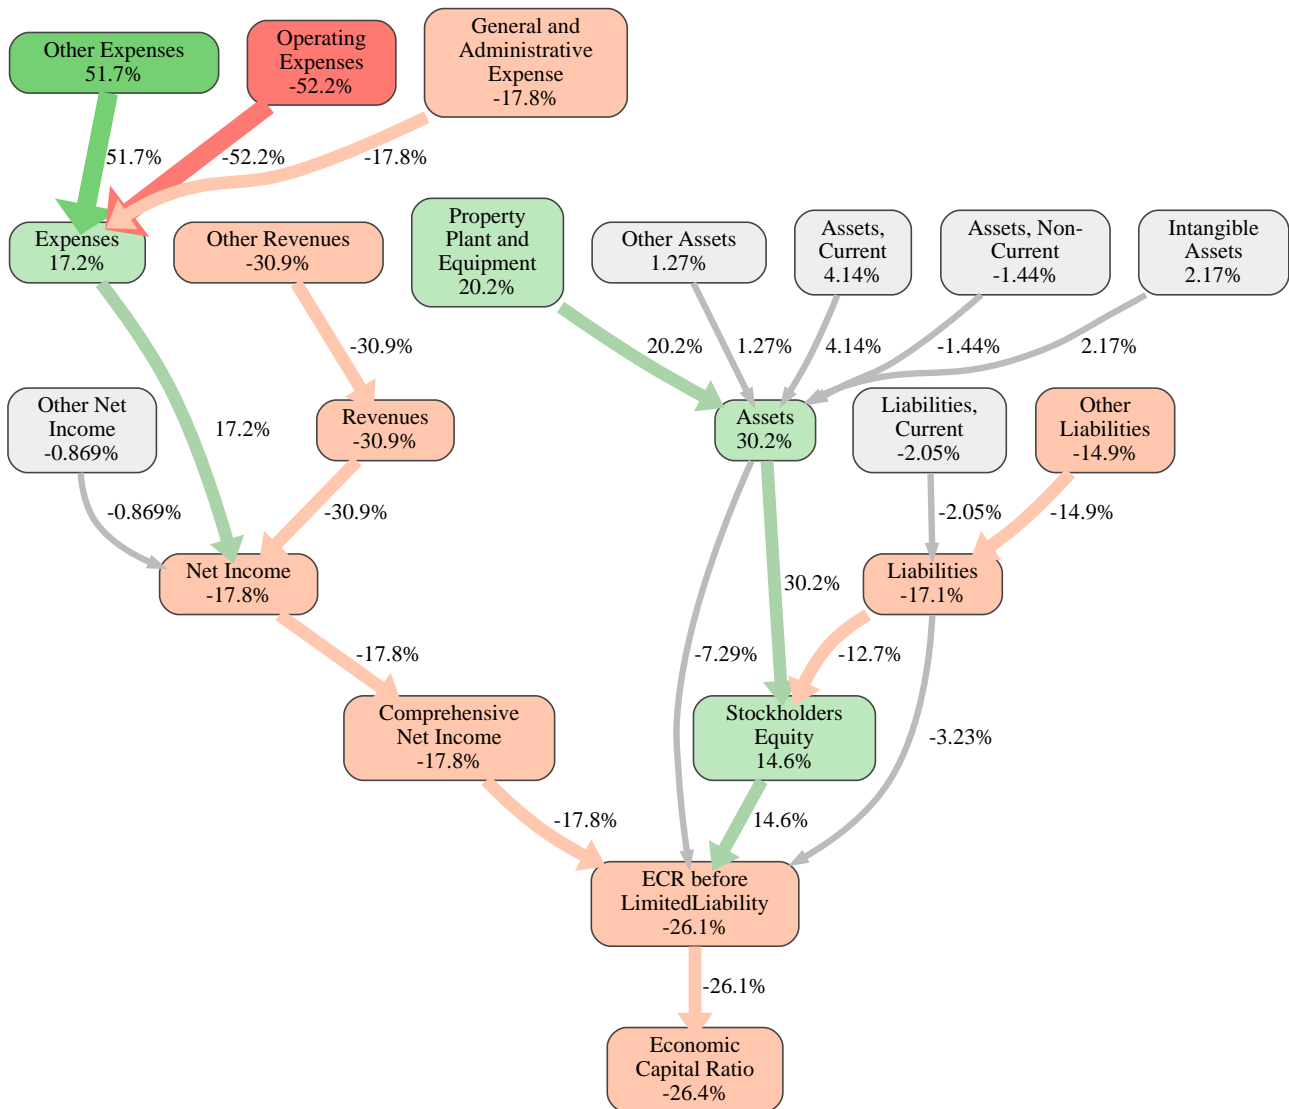 Other Expenses
51.7%
Operating
Expenses
-52.2%
General and
Administrative
Expense
-17.8%
51.7%
-52.2%
-17.8%
Expenses
17.2%
Other Revenues
-30.9%
Property
Plant and
Equipment
20.2%
Other Assets
1.27%
Assets,
Current
4.14%
Assets, Non-
Current
-1.44%
Intangible
Assets
2.17%
-30.9%
20.2%
1.27%
4.14%
-1.44%
2.17%
Other Net
Income
-0.869%
17.2%
Revenues
-30.9%
Assets
30.2%
Liabilities,
Current
-2.05%
Other
Liabilities
-14.9%
-0.869%
-30.9%
-2.05%
-14.9%
Net Income
-17.8%
30.2%
Liabilities
-17.1%
-17.8%
-7.29%
-12.7%
Comprehensive
Net Income
-17.8%
Stockholders
Equity
14.6%
-3.23%
-17.8%
14.6%
ECR before
LimitedLiability
-26.1%
-26.1%
Economic
Capital Ratio
-26.4%